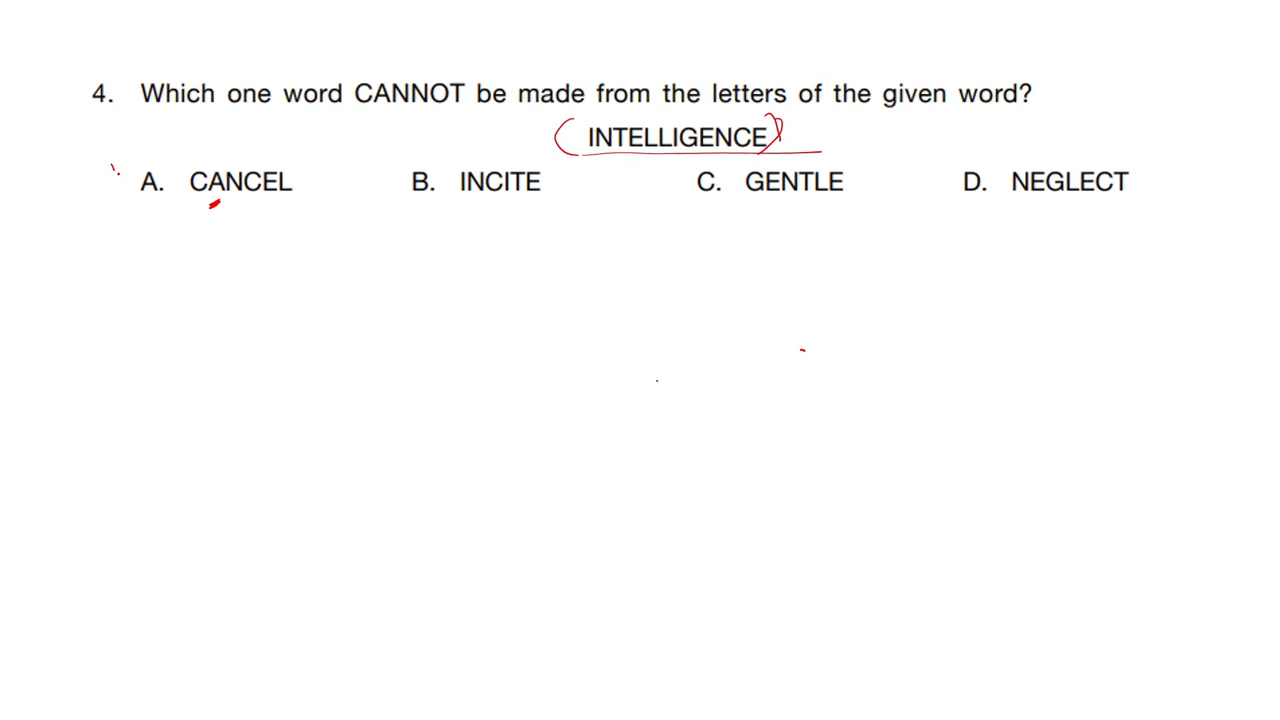 4. Which one word CANNOT be made from the letters of the given word?
INTELLIGENCE
A. CANCEL B. INCITE C. GENTLE D. NEGLECT